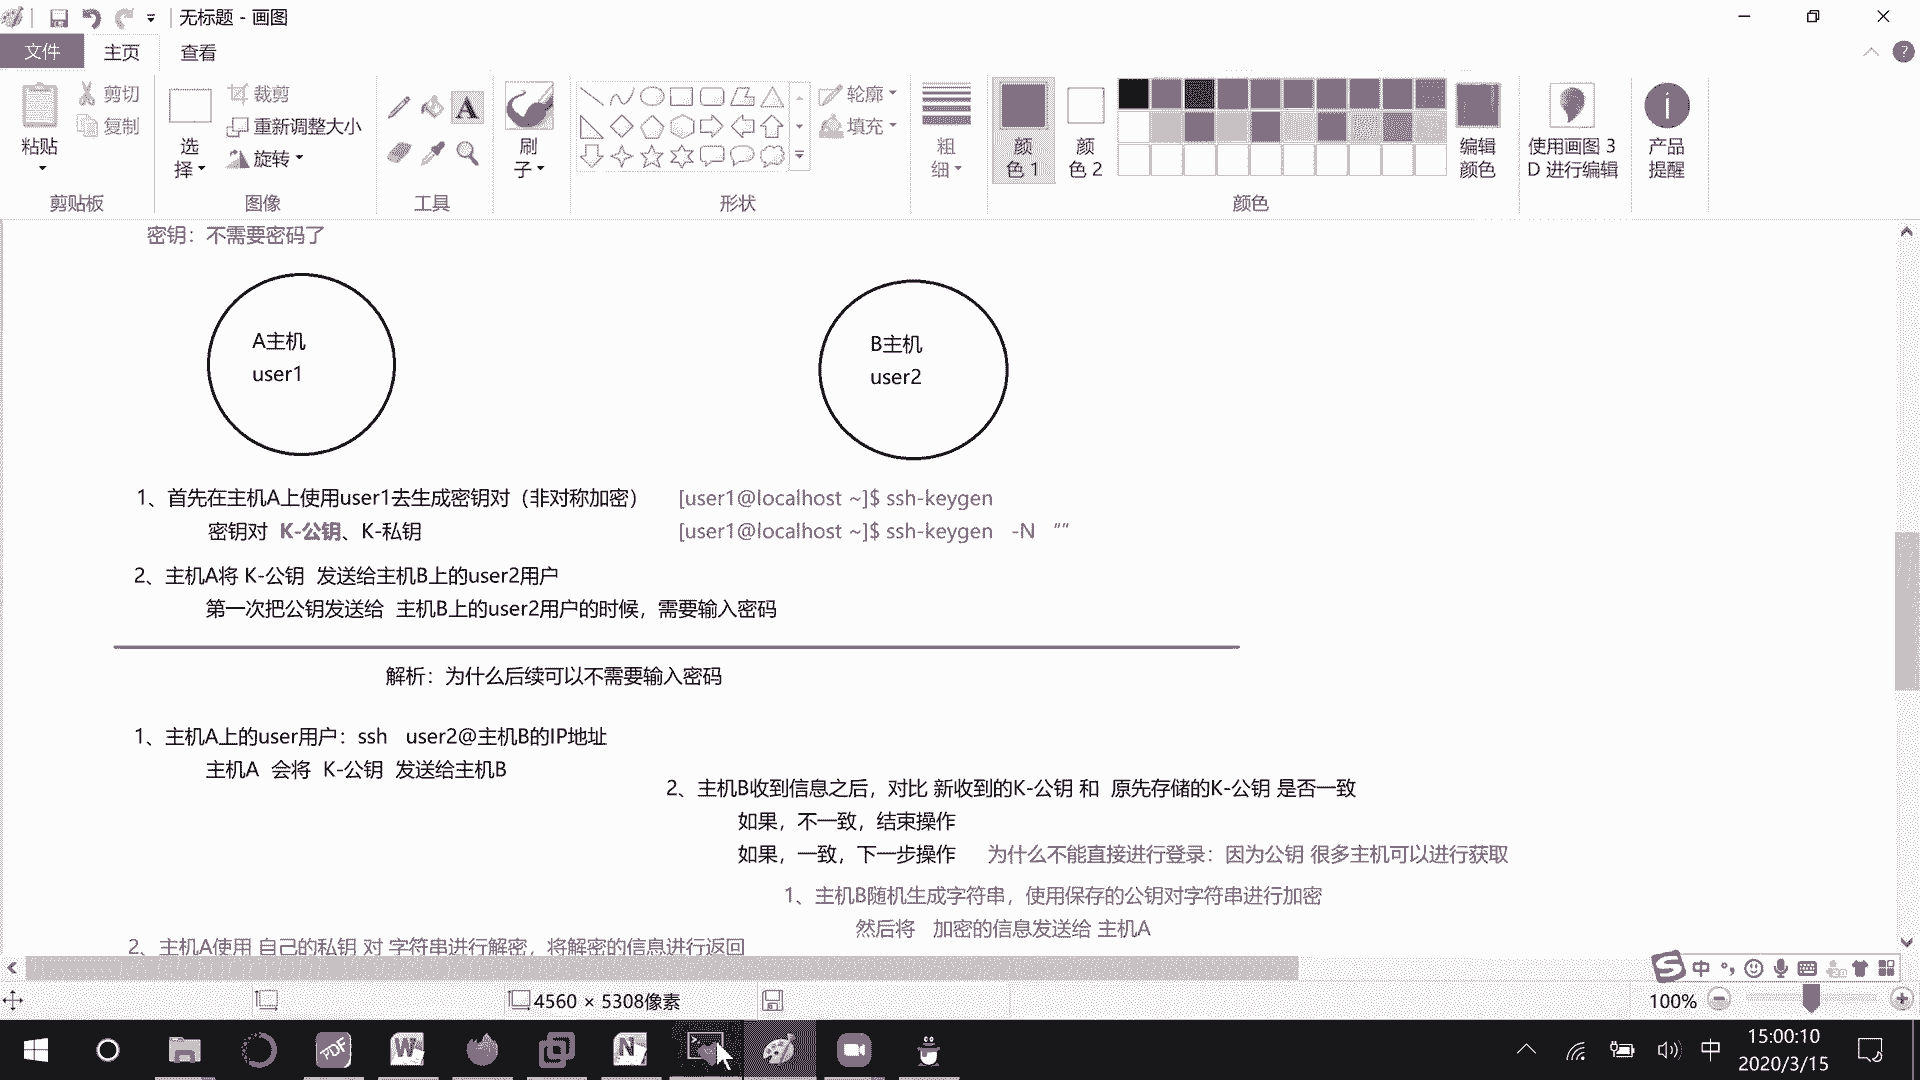 无标题 - 画图
文件 主页 查看
粘贴
剪切
复制
剪贴板
选择
裁剪
重新调整大小
旋转
图像
A
工具
刷子
形状
轮廓
填充
粗细
颜色 1
颜色 2
颜色
编辑颜色
使用画图 3
D 进行编辑
产品提醒
密钥：不需要密码了
A主机
user1
B主机
user2
1、首先在主机A上使用user1去生成密钥对（非对称加密） [user1@localhost ~]$ ssh-keygen
密钥对 K-公钥、K-私钥 [user1@localhost ~]$ ssh-keygen -N ""
2、主机A将 K-公钥 发送给主机B上的user2用户
第一次把公钥发送给 主机B上的user2用户的时候，需要输入密码
解析：为什么后续可以不需要输入密码
1、主机A上的user用户：ssh user2@主机B的IP地址
主机A 会将 K-公钥 发送给主机B
2、主机B收到信息之后，对比 新收到的K-公钥 和 原先存储的K-公钥 是否一致
如果，不一致，结束操作
如果，一致，下一步操作 为什么不能直接进行登录：因为公钥 很多主机可以进行获取
1、主机B随机生成字符串，使用保存的公钥对字符串进行加密
然后将 加密的信息发送给 主机A
2、主机A使用 自己的私钥 对 字符串进行解密，将解密的信息进行返回
S 中
4560 × 5308像素
100%
PDF W N
中
15:00:10
2020/3/15